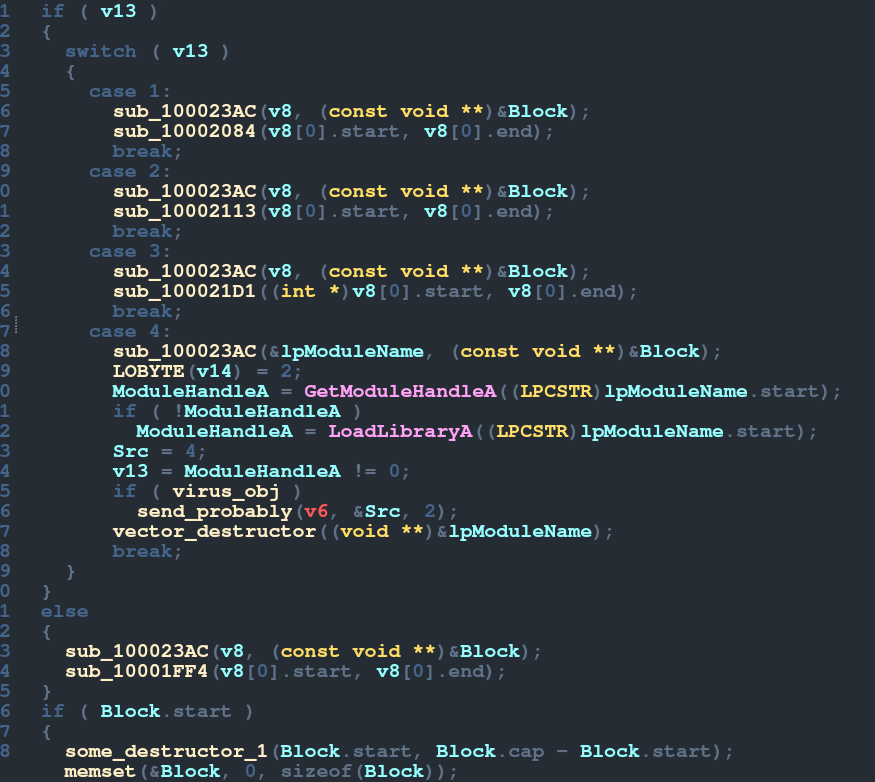 1 if ( v13 )
2 {
3 switch ( v13 )
4 {
5 case 1:
6 sub_100023AC(v8, (const void **)&Block);
7 sub_10002084(v8[0].start, v8[0].end);
8 break;
9 case 2:
0 sub_100023AC(v8, (const void **)&Block);
1 sub_10002113(v8[0].start, v8[0].end);
2 break;
3 case 3:
4 sub_100023AC(v8, (const void **)&Block);
5 sub_100021D1((int *)v8[0].start, v8[0].end);
6 break;
7 case 4:
8 sub_100023AC(&lpModuleName, (const void **)&Block);
9 LOBYTE(v14) = 2;
0 ModuleHandleA = GetModuleHandleA((LPCSTR)lpModuleName.start);
1 if ( !ModuleHandleA )
2 ModuleHandleA = LoadLibraryA((LPCSTR)lpModuleName.start);
3 Src = 4;
4 v13 = ModuleHandleA != 0;
5 if ( virus_obj )
6 send_probably(v6, &Src, 2);
7 vector_destructor((void **)&lpModuleName);
8 break;
9 }
0 }
1 else
2 {
3 sub_100023AC(v8, (const void **)&Block);
4 sub_10001FF4(v8[0].start, v8[0].end);
5 }
6 if ( Block.start )
7 {
8 some_destructor_1(Block.start, Block.cap - Block.start);
memset(&Block, 0, sizeof(Block));